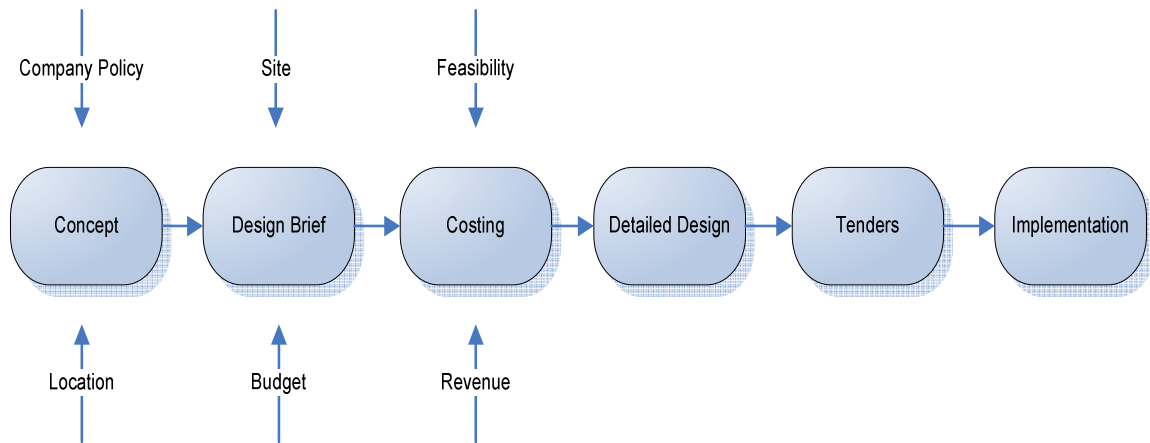 Company Policy
Site
Feasibility
Concept
Design Brief
Costing
Detailed Design
Tenders
Implementation
Location
Budget
Revenue